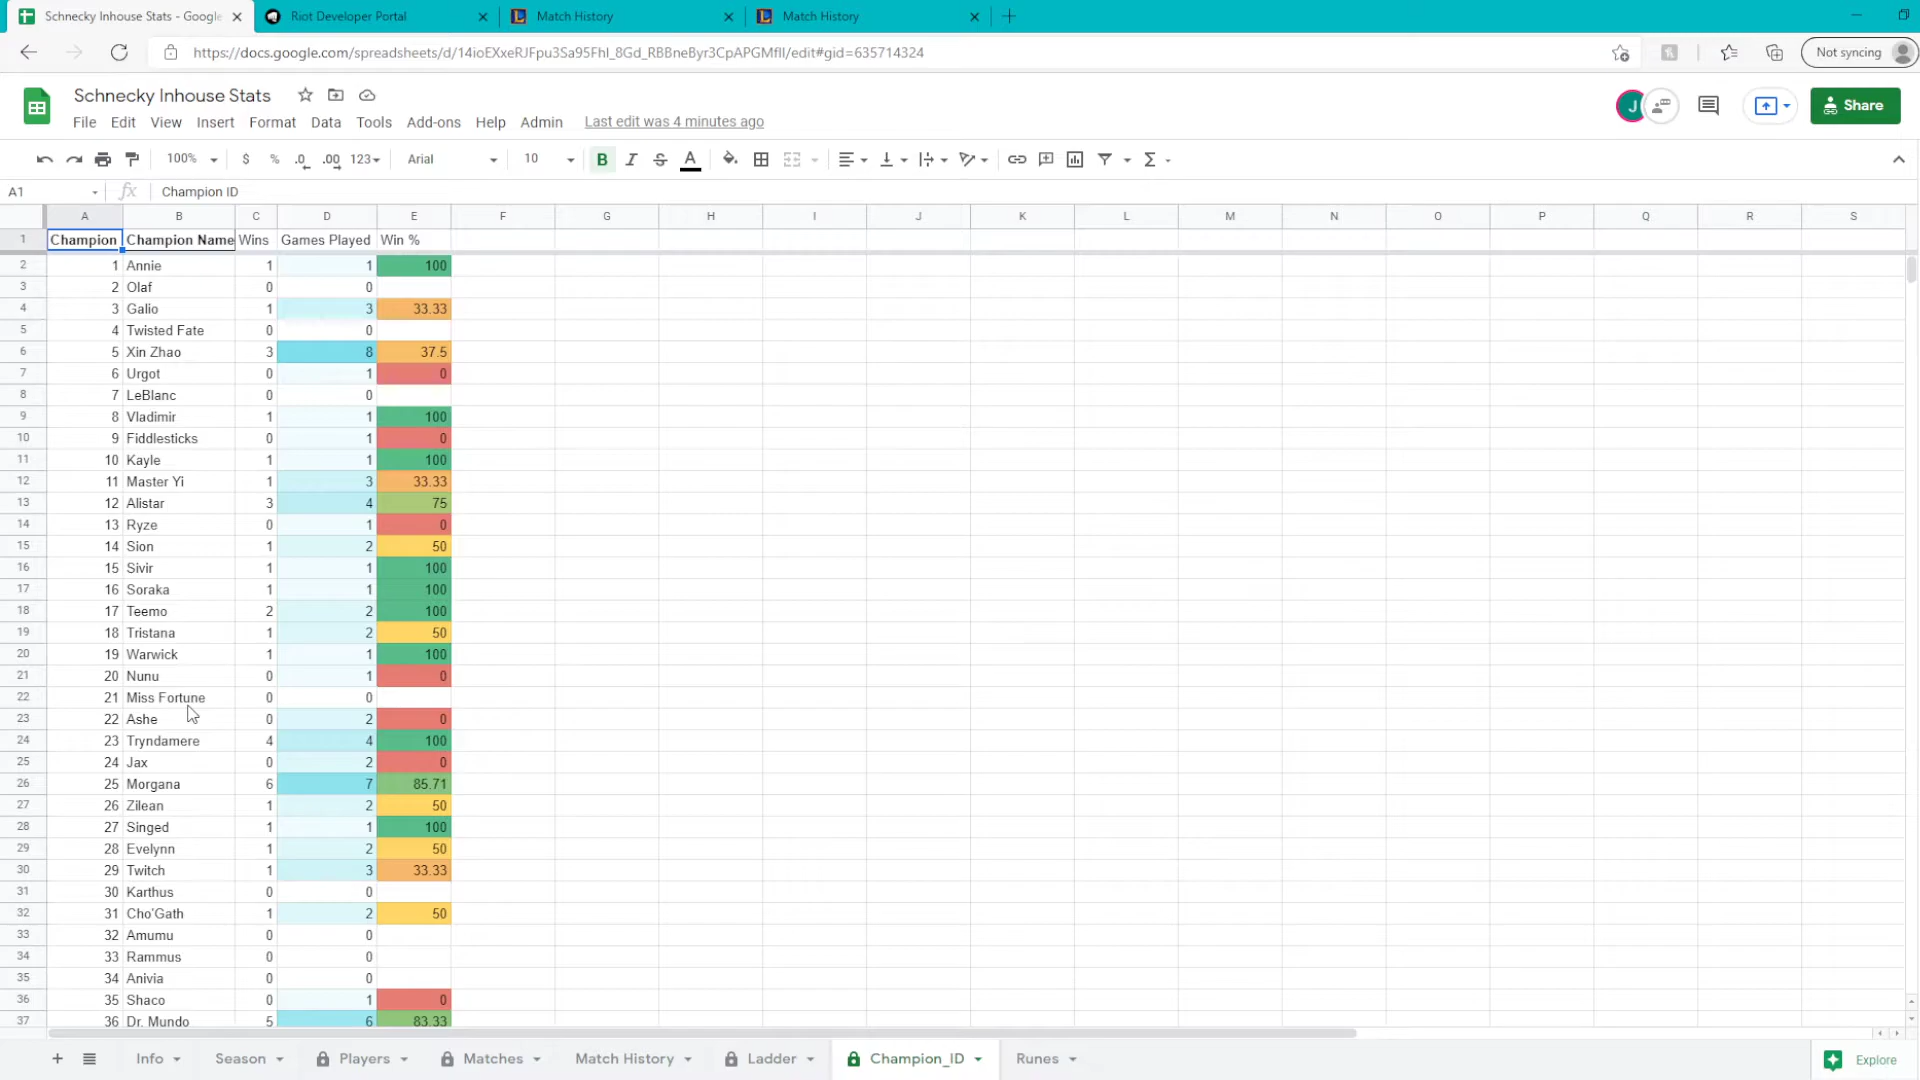 Schnecky Inhouse Stats - Google
Riot Developer Portal
Match History
Match History
https://docs.google.com/spreadsheets/d/14ioEXxeRJFpu3Sa95FhI_8Gd_RBBneByr3CpAPGMfII/edit#gid=635714324
Not syncing
Schnecky Inhouse Stats
J
Share
File Edit View Insert Format Data Tools Add-ons Help Admin Last edit was 4 minutes ago
100% $ % .0 .00 123 Arial 10 B I S A Σ
A1 fx Champion ID
A B C D E F G H I J K L M N O P Q R S
1 Champion Champion Name Wins Games Played Win %
2 1 Annie 1 1 100
3 2 Olaf 0 0
4 3 Galio 1 3 33.33
5 4 Twisted Fate 0 0
6 5 Xin Zhao 3 8 37.5
7 6 Urgot 0 1 0
8 7 LeBlanc 0 0
9 8 Vladimir 1 1 100
10 9 Fiddlesticks 0 1 0
11 10 Kayle 1 1 100
12 11 Master Yi 1 3 33.33
13 12 Alistar 3 4 75
14 13 Ryze 0 1 0
15 14 Sion 1 2 50
16 15 Sivir 1 1 100
17 16 Soraka 1 1 100
18 17 Teemo 2 2 100
19 18 Tristana 1 2 50
20 19 Warwick 1 1 100
21 20 Nunu 0 1 0
22 21 Miss Fortune 0 0
23 22 Ashe 0 2 0
24 23 Tryndamere 4 4 100
25 24 Jax 0 2 0
26 25 Morgana 6 7 85.71
27 26 Zilean 1 2 50
28 27 Singed 1 1 100
29 28 Evelynn 1 2 50
30 29 Twitch 1 3 33.33
31 30 Karthus 0 0
32 31 Cho'Gath 1 2 50
33 32 Amumu 0 0
34 33 Rammus 0 0
35 34 Anivia 0 0
36 35 Shaco 0 1 0
37 36 Dr. Mundo 5 6 83.33
Info Season Players Matches Match History Ladder Champion_ID Runes Explore